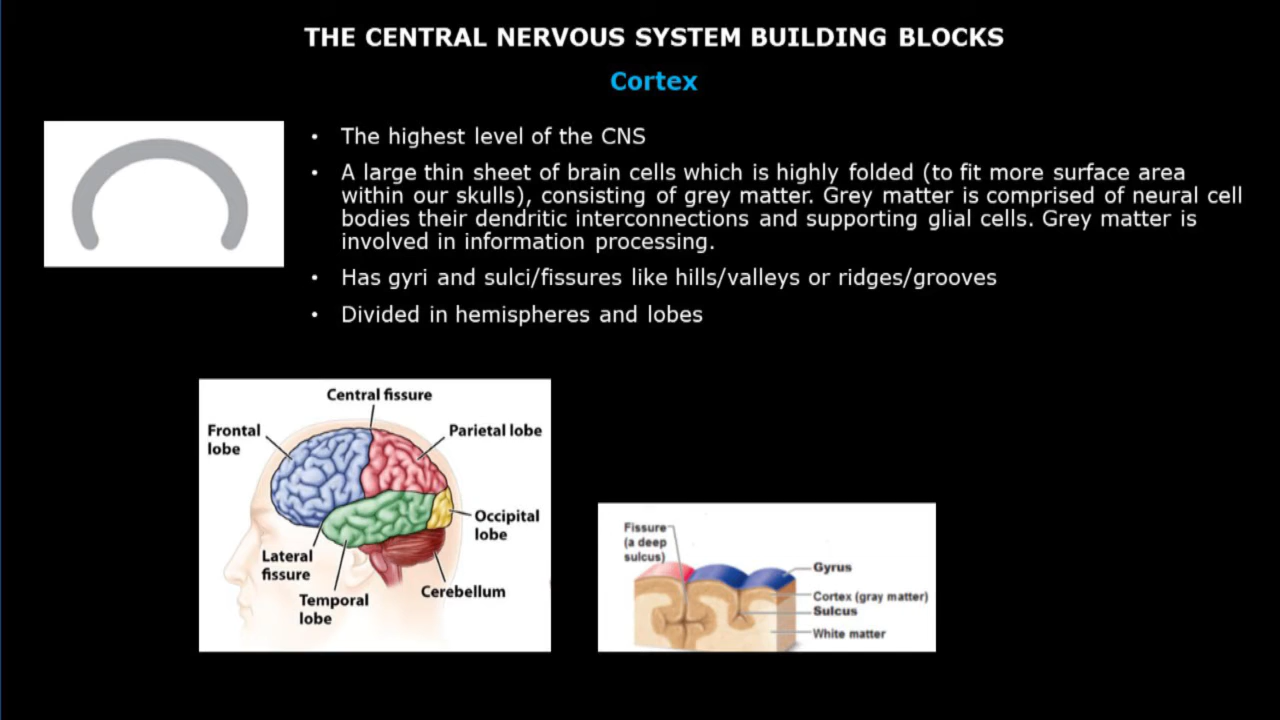 THE CENTRAL NERVOUS SYSTEM BUILDING BLOCKS
Cortex
• The highest level of the CNS
• A large thin sheet of brain cells which is highly folded (to fit more surface area
within our skulls), consisting of grey matter. Grey matter is comprised of neural cell
bodies their dendritic interconnections and supporting glial cells. Grey matter is
involved in information processing.
• Has gyri and sulci/fissures like hills/valleys or ridges/grooves
• Divided in hemispheres and lobes
Central fissure
Frontal
lobe
Parietal lobe
Occipital
lobe
Lateral
fissure
Temporal
lobe
Cerebellum
Fissure
(a deep
sulcus)
Gyrus
Cortex (gray matter)
Sulcus
White matter